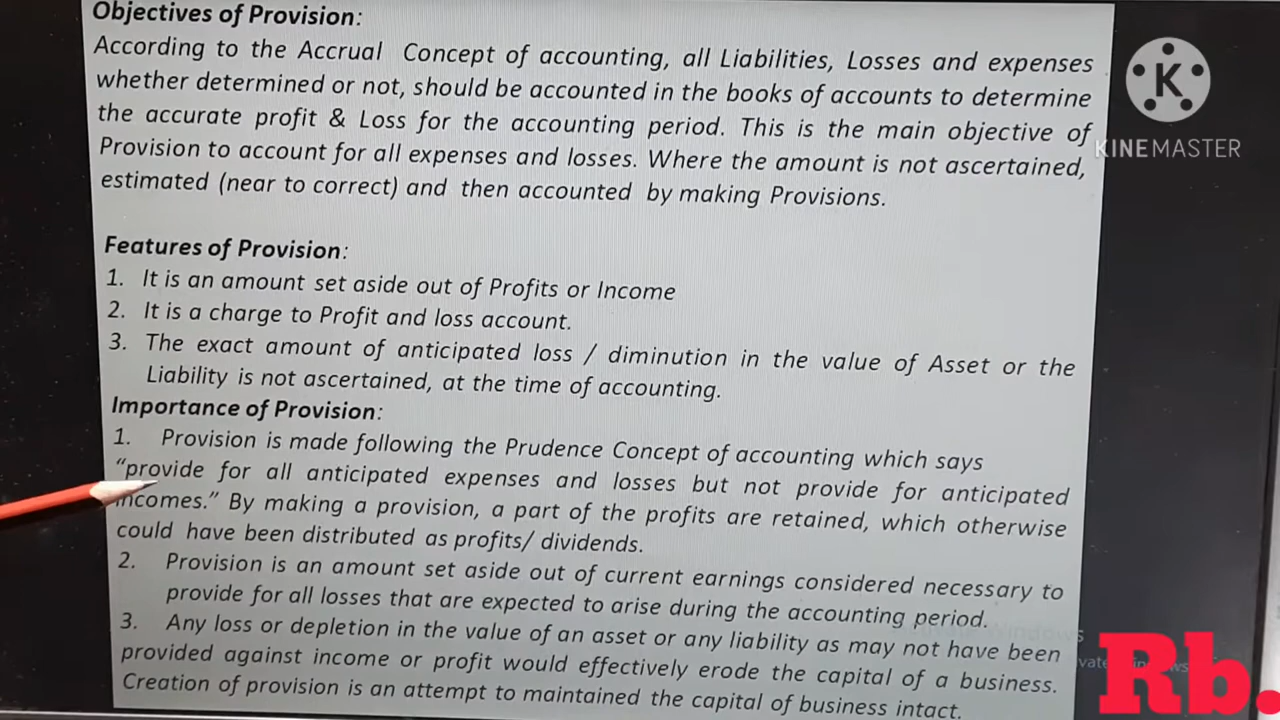 Objectives of Provision:
According to the Accrual Concept of accounting, all Liabilities, Losses and expenses
whether determined or not, should be accounted in the books of accounts to determine
the accurate profit & Loss for the accounting period. This is the main objective of
Provision to account for all expenses and losses. Where the amount is not ascertained,
estimated (near to correct) and then accounted by making Provisions.
Features of Provision:
1. It is an amount set aside out of Profits or Income
2. It is a charge to Profit and loss account.
3. The exact amount of anticipated loss / diminution in the value of Asset or the
Liability is not ascertained, at the time of accounting.
Importance of Provision:
1. Provision is made following the Prudence Concept of accounting which says
“provide for all anticipated expenses and losses but not provide for anticipated
incomes.” By making a provision, a part of the profits are retained, which otherwise
could have been distributed as profits/ dividends.
2. Provision is an amount set aside out of current earnings considered necessary to
provide for all losses that are expected to arise during the accounting period.
3. Any loss or depletion in the value of an asset or any liability as may not have been
provided against income or profit would effectively erode the capital of a business.
Creation of provision is an attempt to maintained the capital of business intact.
K
KINEMASTER
Rb.